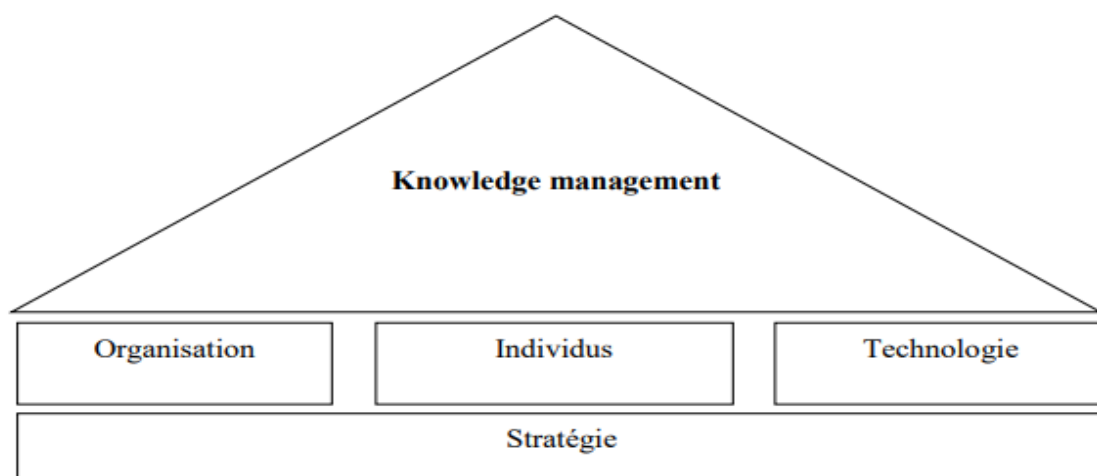 Knowledge management
Organisation
Individus
Technologie
Stratégie